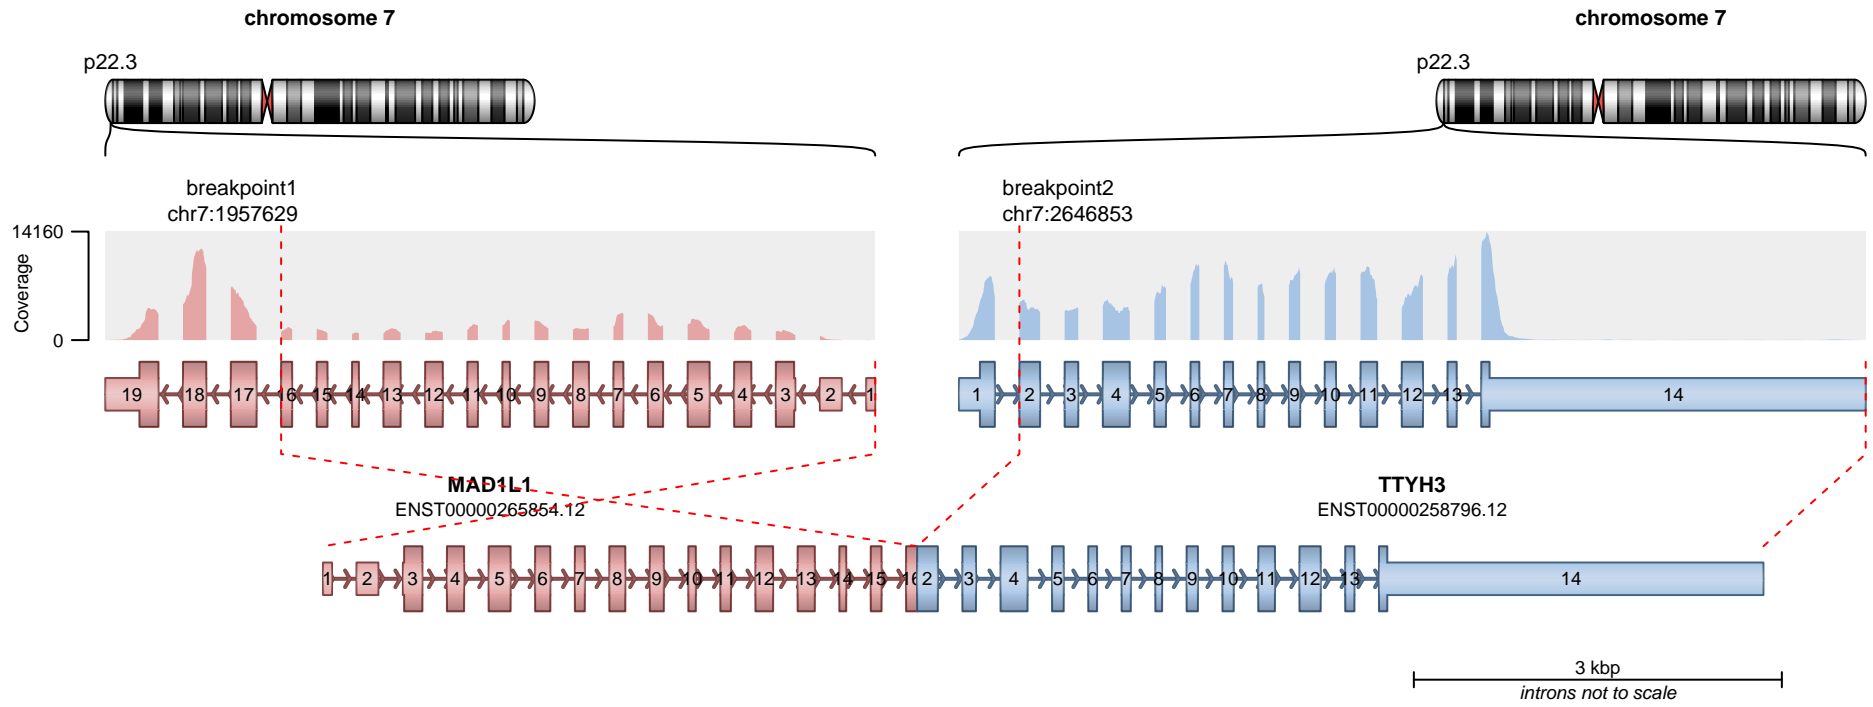 chromosome 7
chromosome 7
p22.3
p22.3
breakpoint1
chr7:1957629
breakpoint2
chr7:2646853
14160
Coverage
0
19 18 17 16 15 14 13 12 11 10 9 8 7 6 5 4 3 2 1
1 2 3 4 5 6 7 8 9 10 11 12 13 14
MAD1L1
ENST00000265854.12
TTYH3
ENST00000258796.12
1 2 3 4 5 6 7 8 9 10 11 12 13 14 15 16 2 3 4 5 6 7 8 9 10 11 12 13 14
3 kbp
introns not to scale